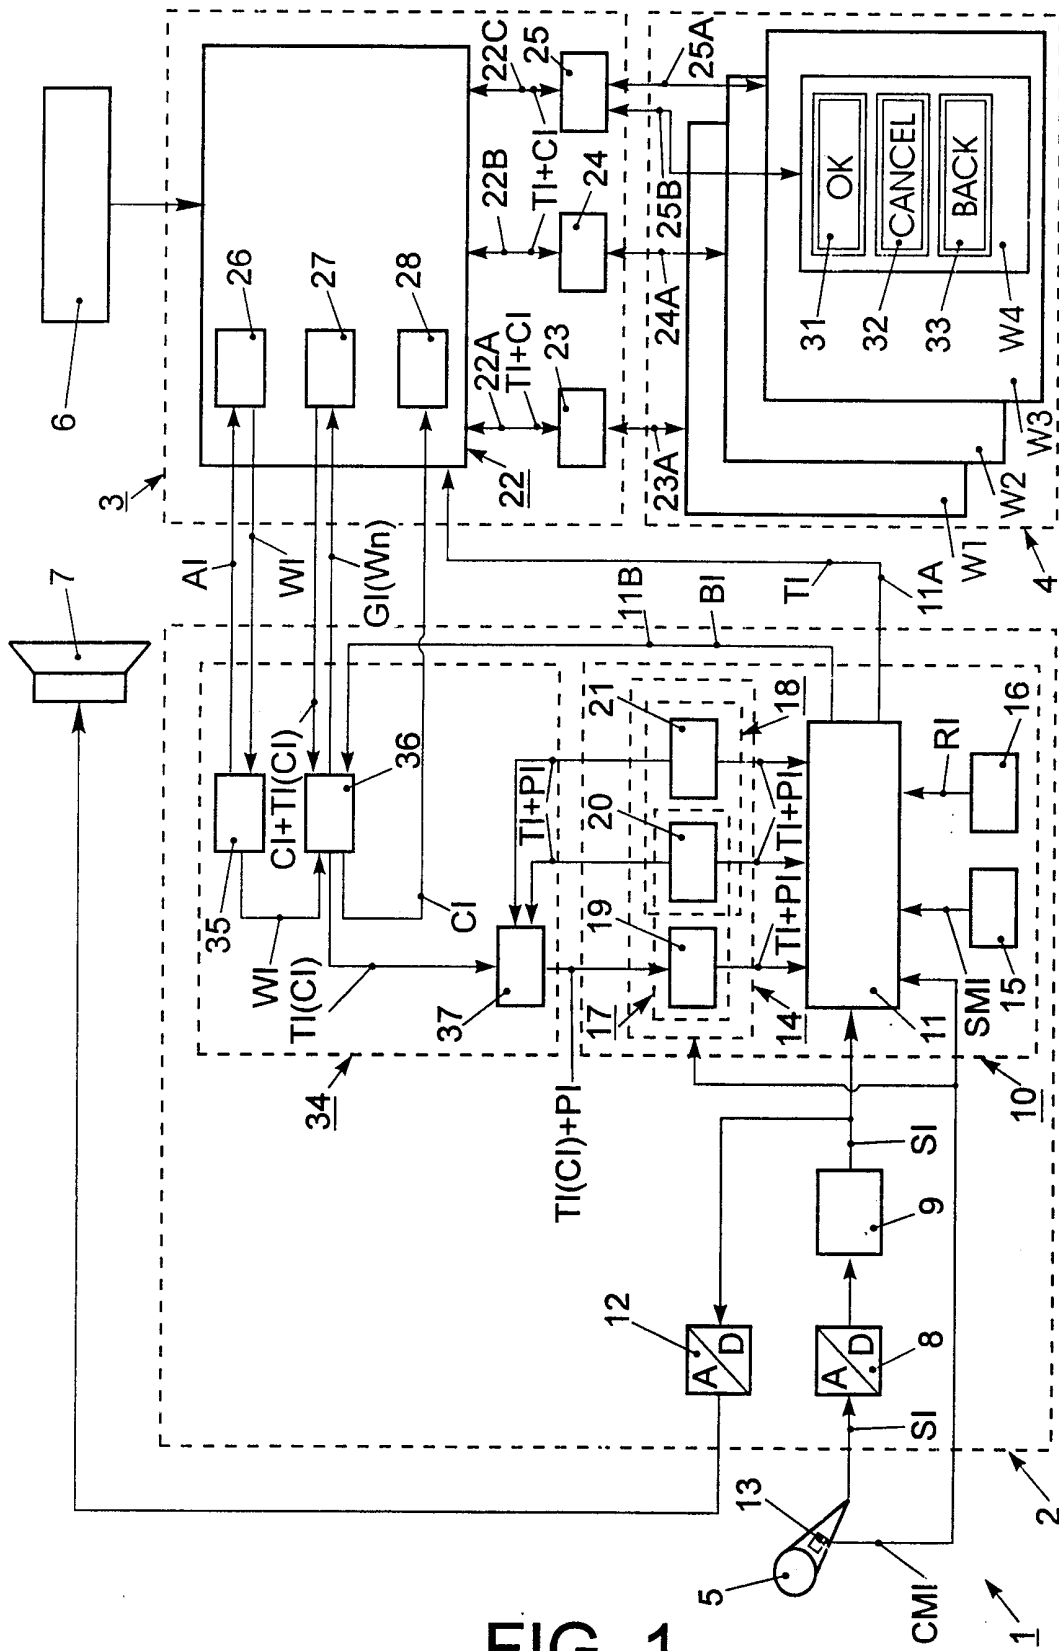 1
CMI
5
13
2
SI
8
A
D
12
A
D
9
SI
10
7
6
3
4
34
35
WI
TI(CI)
37
TI(CI)+PI
CI
36
CI+TI(CI)
AI
WI
GI(Wn)
26
27
28
22
22A
TI+CI
23
22B
TI+CI
24
22C
TI+CI
25
23A
24A
25B
25A
11B
BI
TI
11A
TI+PI
17
19
20
21
18
14
TI+PI
TI+PI
11
SMI
15
RI
16
31
OK
32
CANCEL
33
BACK
W1
W2
W3
W4
FIG. 1